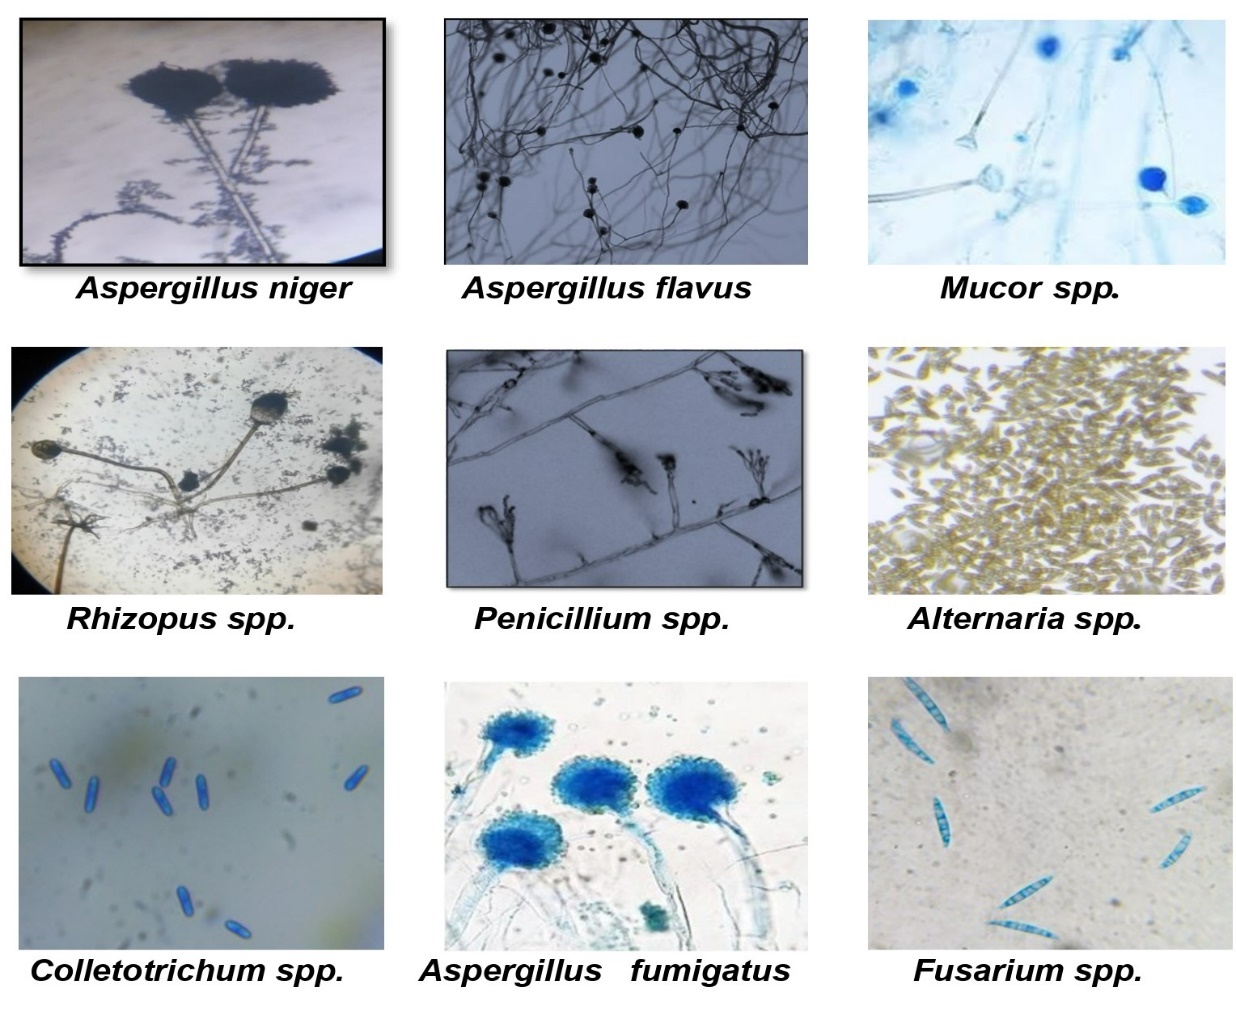 Aspergillus niger
Aspergillus flavus
Mucor spp.
Rhizopus spp.
Penicillium spp.
Alternaria spp.
Colletotrichum spp.
Aspergillus fumigatus
Fusarium spp.